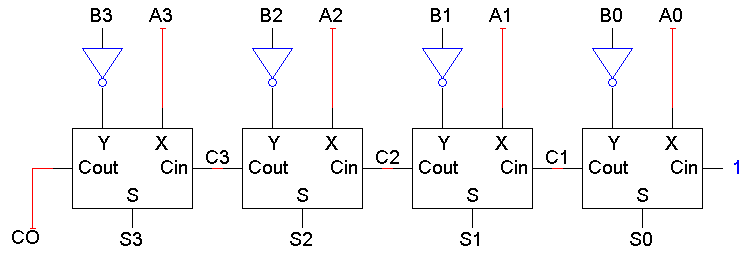 B3 A3 B2 A2 B1 A1 B0 A0
Y X Y X Y X Y X
Cout Cin C3 Cout Cin C2 Cout Cin C1 Cout Cin 1
S S S S
CO S3 S2 S1 S0